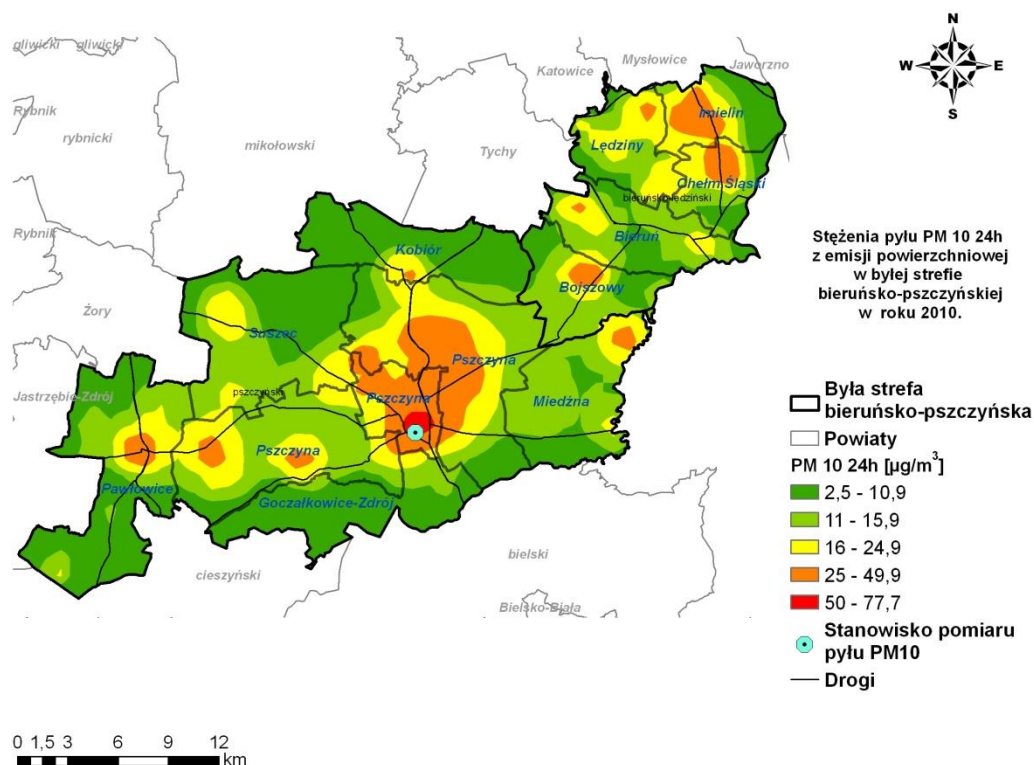 gliwicki
gliwicki
Mysłowice
Jaworzno
Katowice
N
W
E
S
Rybnik
rybnicki
mikołowski
Tychy
Imielin
Lędziny
Chełm Śląski
bieruńsko-lędziński
Rybnik
Kobiór
Bieruń
Bojszowy
Stężenia pyłu PM 10 24h
z emisji powierzchniowej
w byłej strefie
bieruńsko-pszczyńskiej
w roku 2010.
Żory
Suszec
Pszczyna
Jastrzębie-Zdrój
pszczyński
Pszczyna
Miedźna
Pszczyna
Pawłowice
Goczałkowice-Zdrój
cieszyński
bielski
Bielsko-Biała
Była strefa
bieruńsko-pszczyńska
Powiaty
PM 10 24h [µg/m³]
2,5 - 10,9
11 - 15,9
16 - 24,9
25 - 49,9
50 - 77,7
Stanowisko pomiaru
pyłu PM10
Drogi
0 1,5 3 6 9 12
km